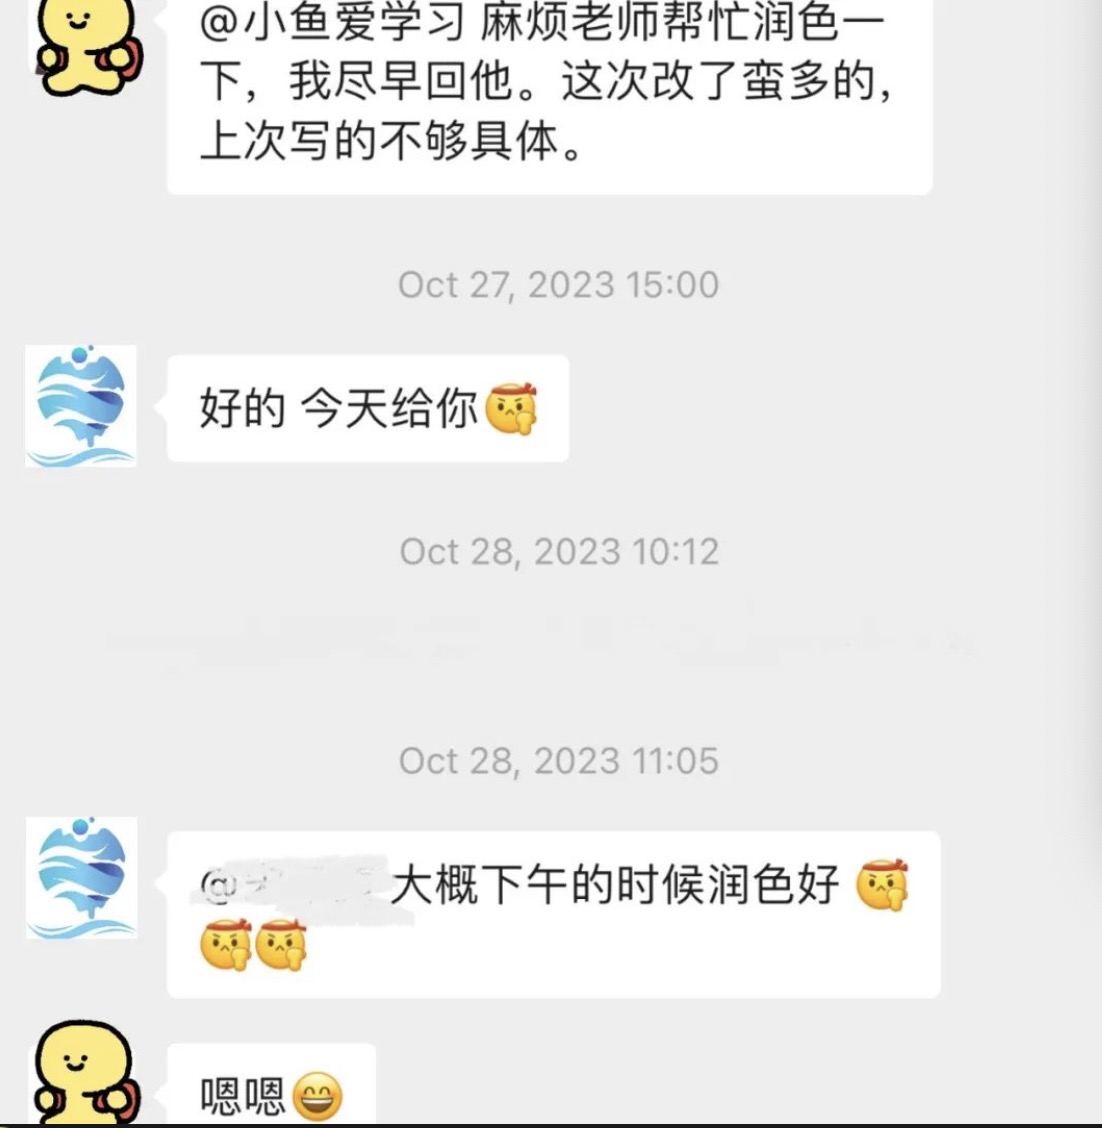 @小鱼爱学习 麻烦老师帮忙润色一
下，我尽早回他。这次改了蛮多的，
上次写的不够具体。
Oct 27, 2023 15:00
好的 今天给你
Oct 28, 2023 10:12
Oct 28, 2023 11:05
@ 大概下午的时候润色好
嗯嗯